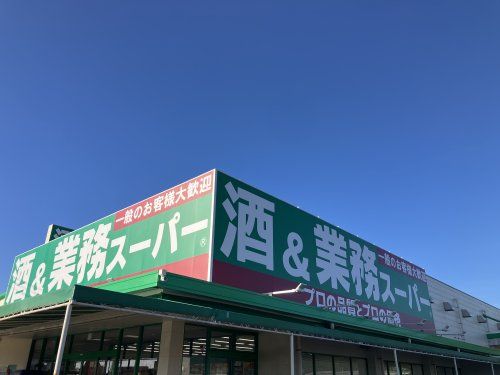 一般のお客様大歓迎
酒&業務スーパー®
一般のお客様大歓迎
酒&業務スーパー
プロの品質とプロの価格